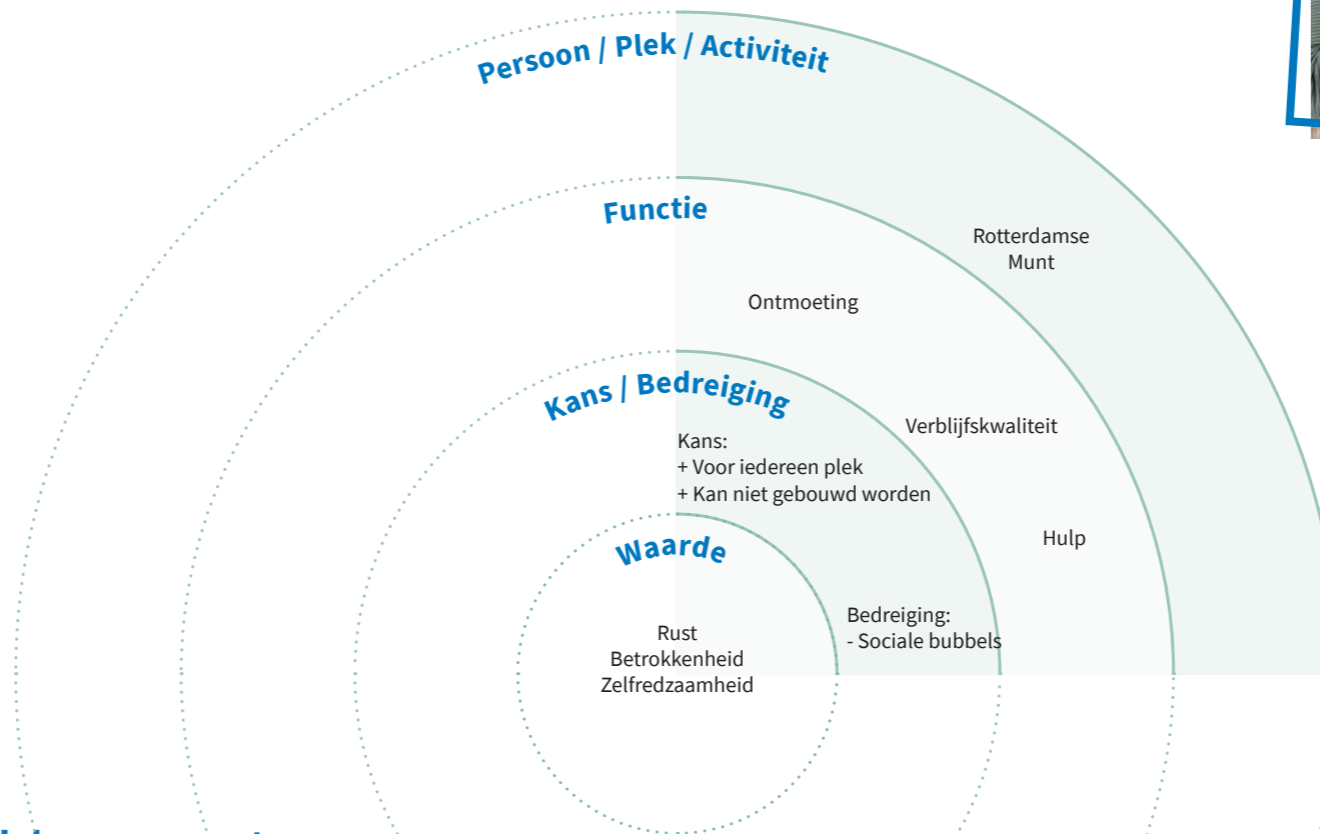 Persoon / Plek / Activiteit
Functie
Rotterdamse
Munt
Ontmoeting
Kans / Bedreiging
Verblijfskwaliteit
Kans:
+ Voor iedereen plek
+ Kan niet gebouwd worden
Hulp
Waarde
Bedreiging:
- Sociale bubbels
Rust
Betrokkenheid
Zelfredzaamheid